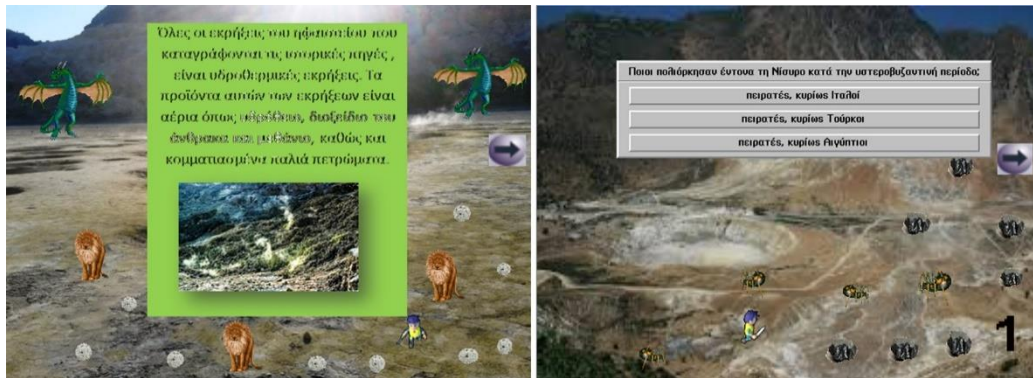 Όλες οι εκρήξεις του ηφαιστείου που
καταγράφονται τις ιστορικές πηγές ,
είναι υδροθερμικές εκρήξεις. Τα
προϊόντα αυτών των εκρήξεων είναι
αέρια όπως υδρόθειο, διοξείδιο του
άνθρακα και μεθάνιο, καθώς και
κομματιασμένα παλιά πετρώματα.
Ποιοι πολιόρκησαν έντονα τη Νίσυρο κατά την υστεροβυζαντινή περίοδο;
πειρατές, κυρίως Ιταλοί
πειρατές, κυρίως Τούρκοι
πειρατές, κυρίως Αιγύπτιοι
1